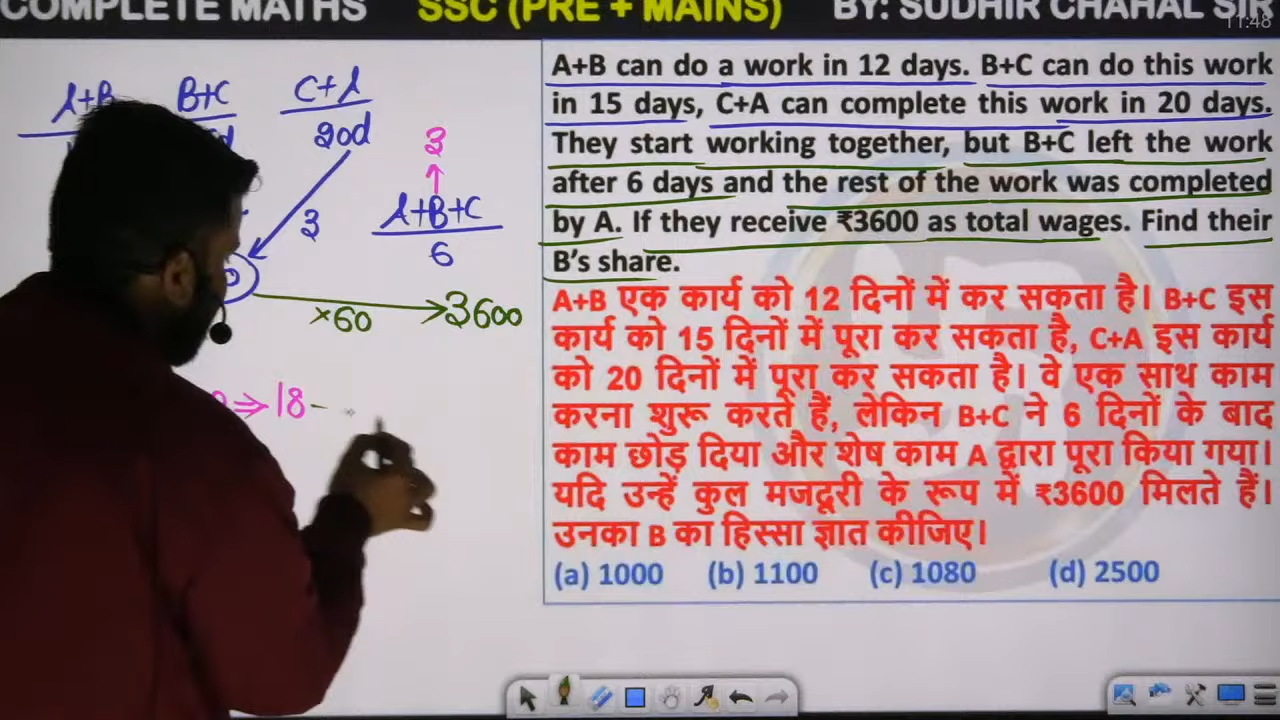 COMPLETE MATHS SSC (PRE + MAINS) BY: SUDHIR CHAHAL SIR
11:48
A+B B+C C+A
20d
3
A+B+C
3
6
×60 3600
⇒ 18 -
A+B can do a work in 12 days. B+C can do this work
in 15 days, C+A can complete this work in 20 days.
They start working together, but B+C left the work
after 6 days and the rest of the work was completed
by A. If they receive ₹3600 as total wages. Find their
B's share.
A+B एक कार्य को 12 दिनों में कर सकता है। B+C इस
कार्य को 15 दिनों में पूरा कर सकता है, C+A इस कार्य
को 20 दिनों में पूरा कर सकता है। वे एक साथ काम
करना शुरू करते हैं, लेकिन B+C ने 6 दिनों के बाद
काम छोड़ दिया और शेष काम A द्वारा पूरा किया गया।
यदि उन्हें कुल मजदूरी के रूप में ₹3600 मिलते हैं।
उनका B का हिस्सा ज्ञात कीजिए।
(a) 1000 (b) 1100 (c) 1080 (d) 2500